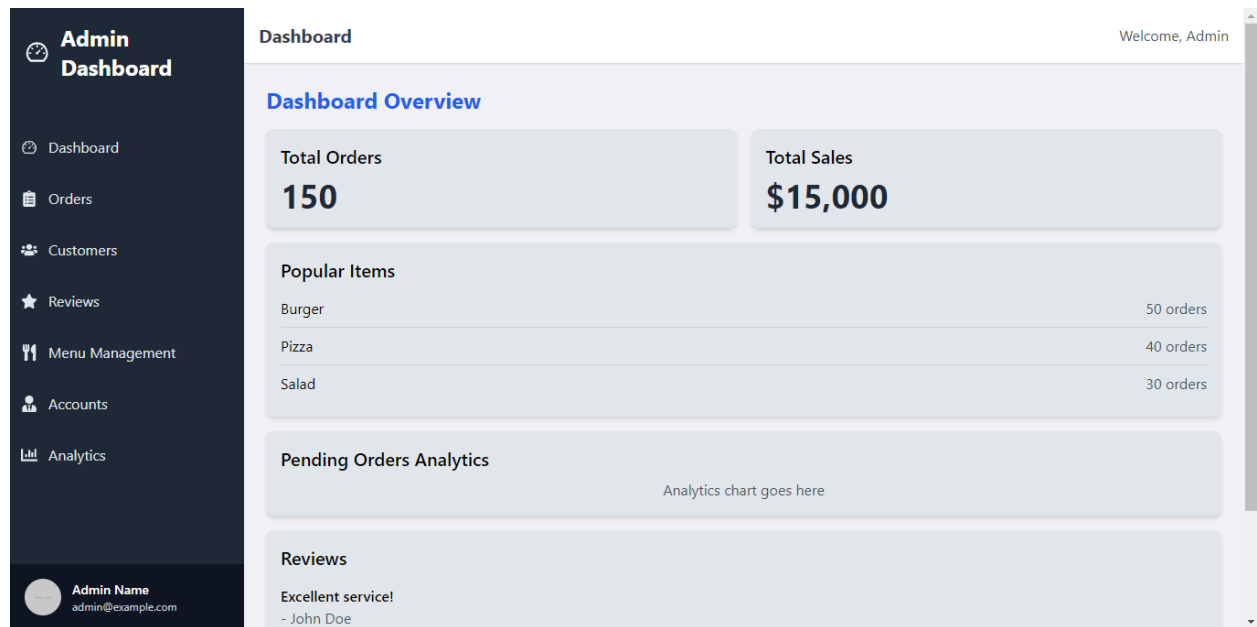 Admin
Dashboard
Dashboard
Orders
Customers
Reviews
Menu Management
Accounts
Analytics
Admin Name
admin@example.com
Dashboard
Welcome, Admin
Dashboard Overview
Total Orders
150
Total Sales
$15,000
Popular Items
Burger 50 orders
Pizza 40 orders
Salad 30 orders
Pending Orders Analytics
Analytics chart goes here
Reviews
Excellent service!
- John Doe